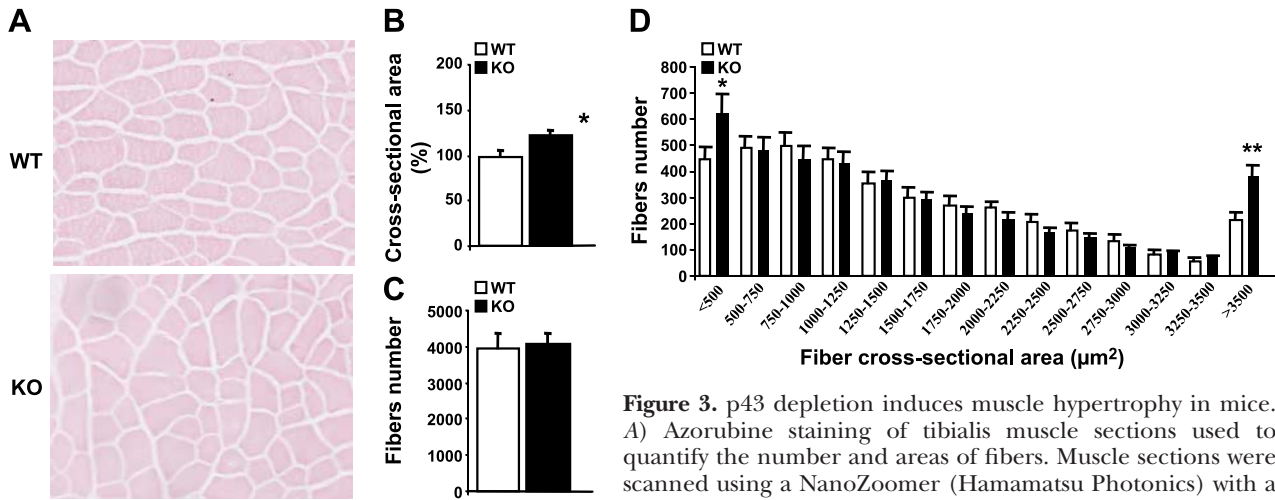 A
WT
KO
B
WT
KO
Cross-sectional area
(%)
200
150
100
50
0
*
C
WT
KO
Fibers number
5000
4000
3000
2000
1000
0
D
WT
KO
Fibers number
800
700
600
500
400
300
200
100
0
*
**
<500
500-750
750-1000
1000-1250
1250-1500
1500-1750
1750-2000
2000-2250
2250-2500
2500-2750
2750-3000
3000-3250
3250-3500
>3500
Fiber cross-sectional area (µm²)
Figure 3. p43 depletion induces muscle hypertrophy in mice.
A) Azorubine staining of tibialis muscle sections used to
quantify the number and areas of fibers. Muscle sections were
scanned using a NanoZoomer (Hamamatsu Photonics) with a